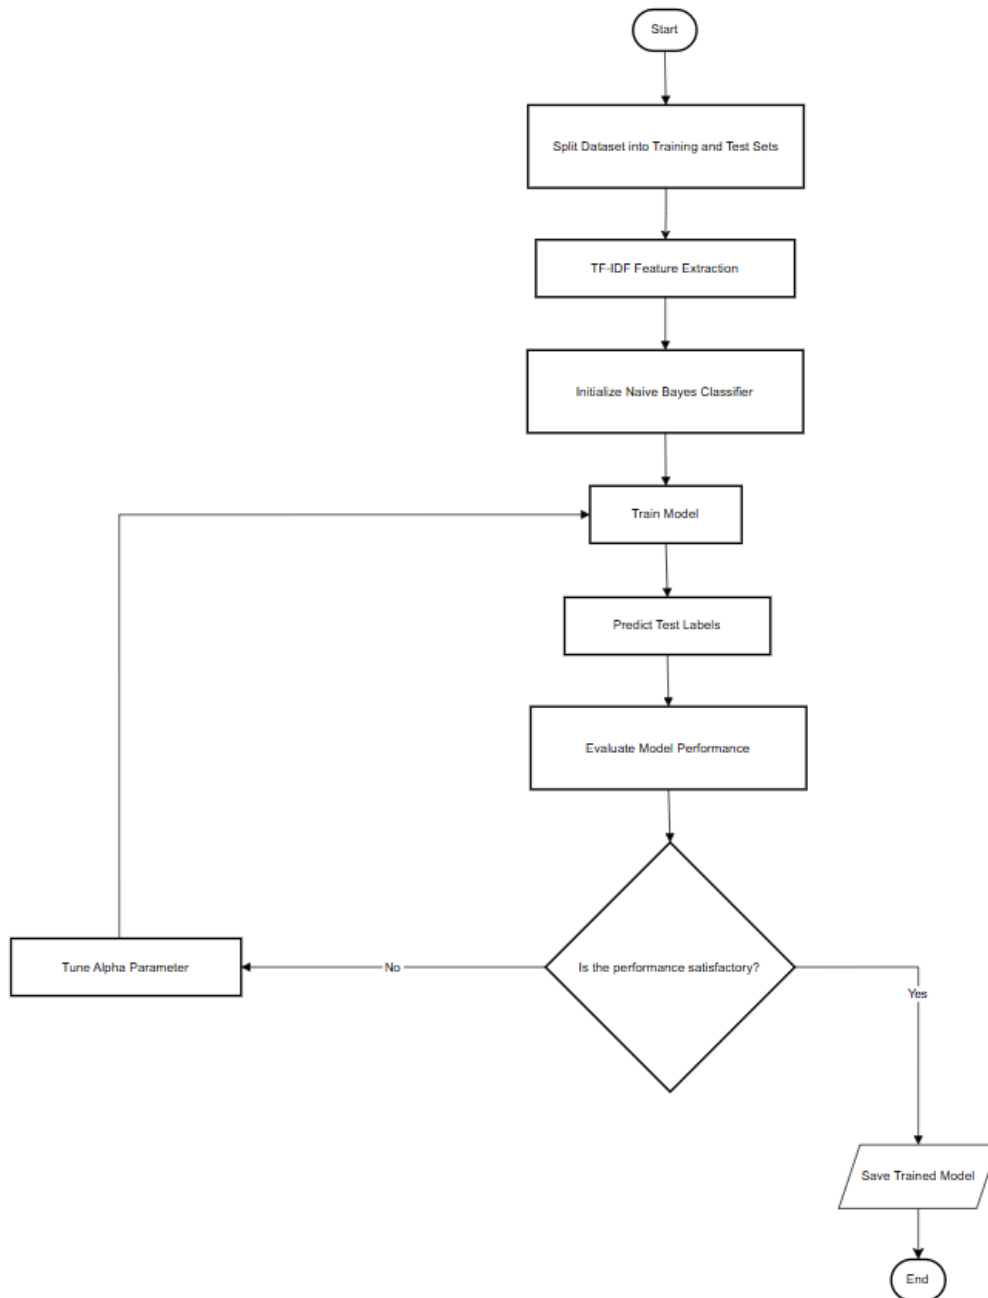 Start
Split Dataset into Training and Test Sets
TF-IDF Feature Extraction
Initialize Naive Bayes Classifier
Train Model
Predict Test Labels
Evaluate Model Performance
Is the performance satisfactory?
No
Tune Alpha Parameter
Yes
Save Trained Model
End